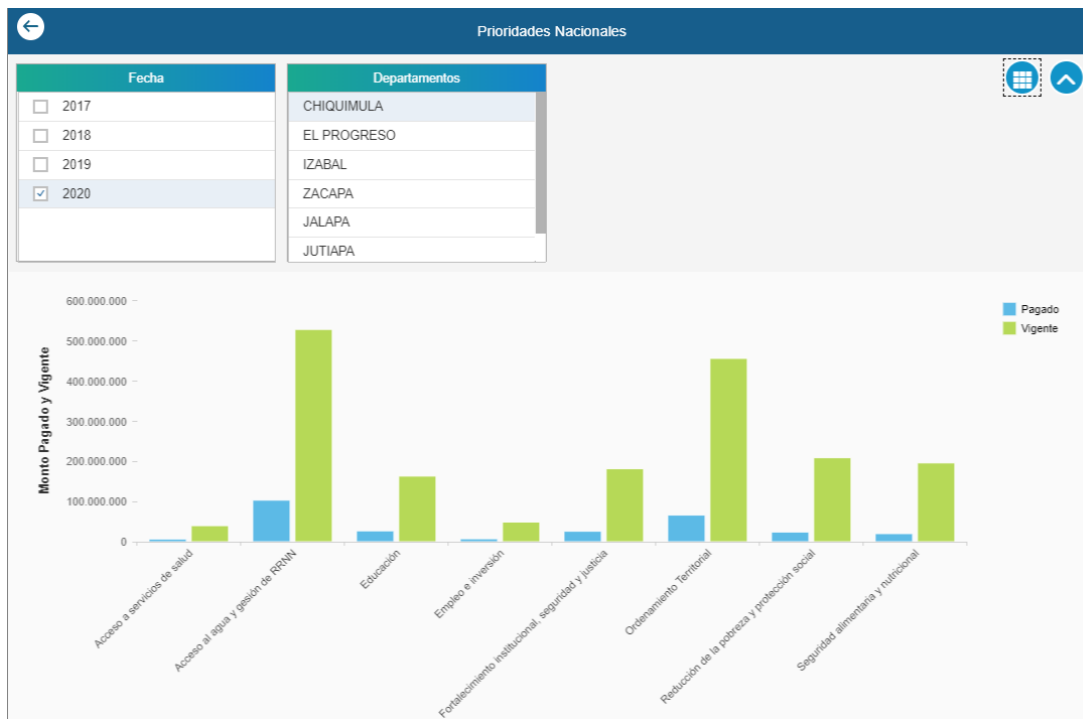 Prioridades Nacionales
Fecha
2017
2018
2019
2020
Departamentos
CHIQUIMULA
EL PROGRESO
IZABAL
ZACAPA
JALAPA
JUTIAPA
Monto Pagado y Vigente
600.000.000
500.000.000
400.000.000
300.000.000
200.000.000
100.000.000
0
Pagado
Vigente
Acceso a servicios de salud
Acceso al agua y gesión de RRNN
Educación
Empleo e inversión
Fortalecimiento institucional, seguridad y justicia
Ordenamiento Territorial
Reducción de la pobreza y protección social
Seguridad alimentaria y nutricional